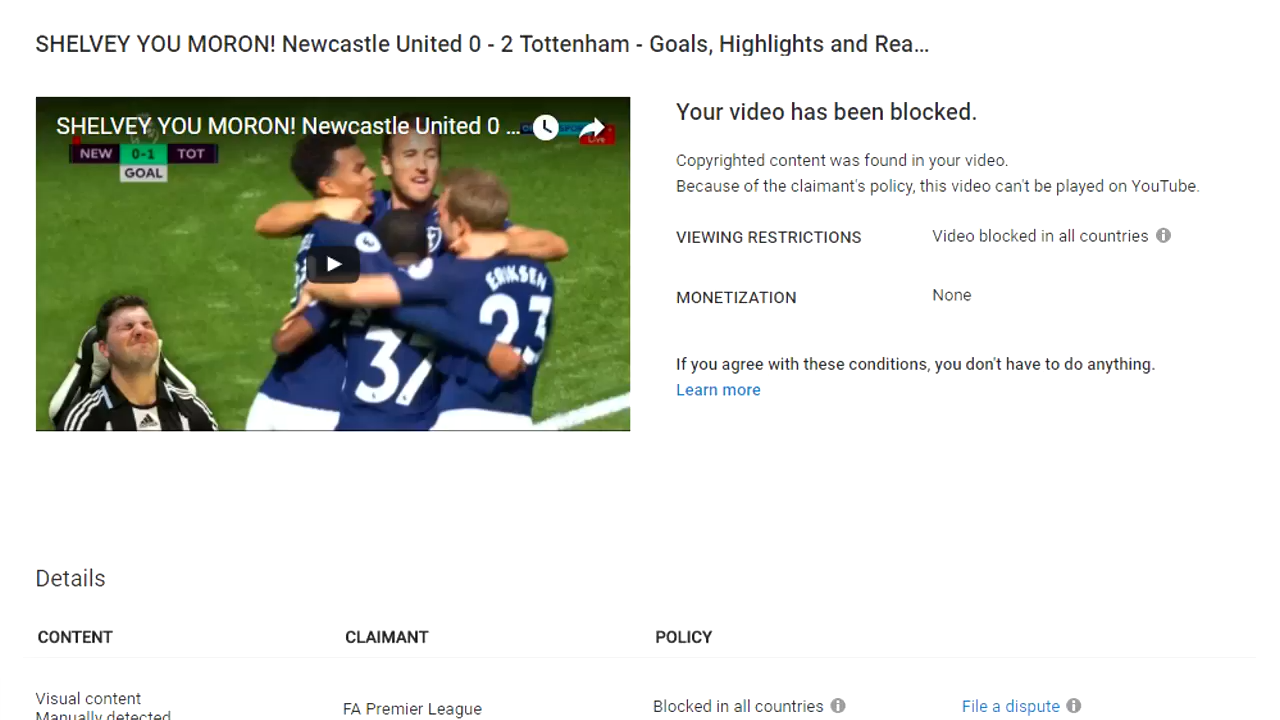 SHELVEY YOU MORON! Newcastle United 0 - 2 Tottenham - Goals, Highlights and Rea...
SHELVEY YOU MORON! Newcastle United 0 ...
Live
NEW 0-1 TOT
GOAL
ERIKSEN
23
37
Your video has been blocked.
Copyrighted content was found in your video.
Because of the claimant's policy, this video can't be played on YouTube.
VIEWING RESTRICTIONS Video blocked in all countries
MONETIZATION None
If you agree with these conditions, you don't have to do anything.
Learn more
Details
CONTENT CLAIMANT POLICY
Visual content
Manually detected
FA Premier League
Blocked in all countries
File a dispute